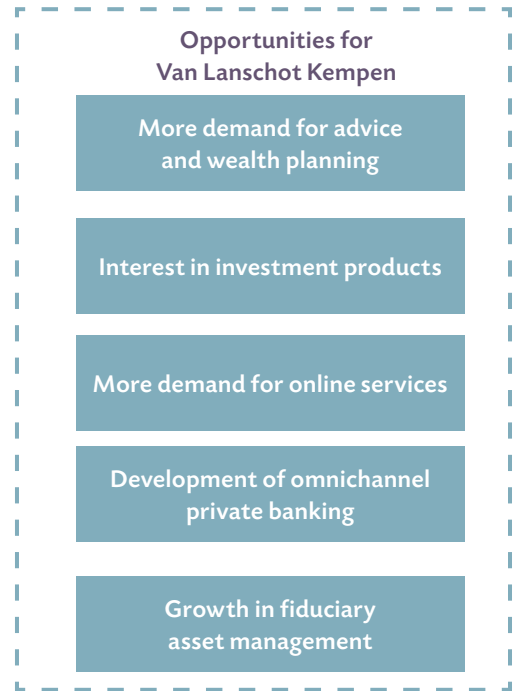 Opportunities for
Van Lanschot Kempen
More demand for advice
and wealth planning
Interest in investment products
More demand for online services
Development of omnichannel
private banking
Growth in fiduciary
asset management